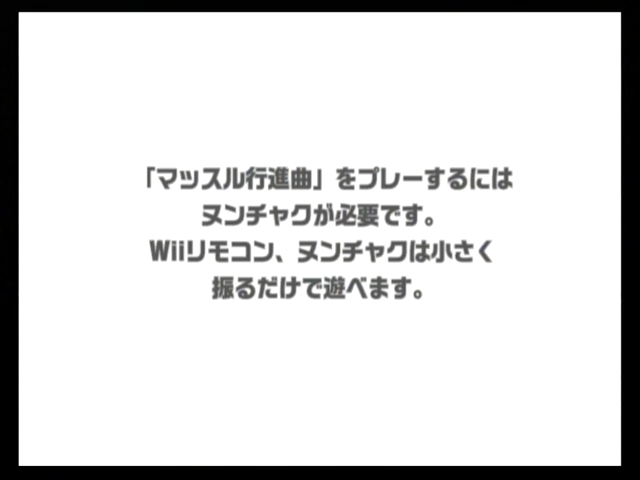 「マッスル行進曲」をプレーするには
ヌンチャクが必要です。
Wiiリモコン、ヌンチャクは小さく
振るだけで遊べます。